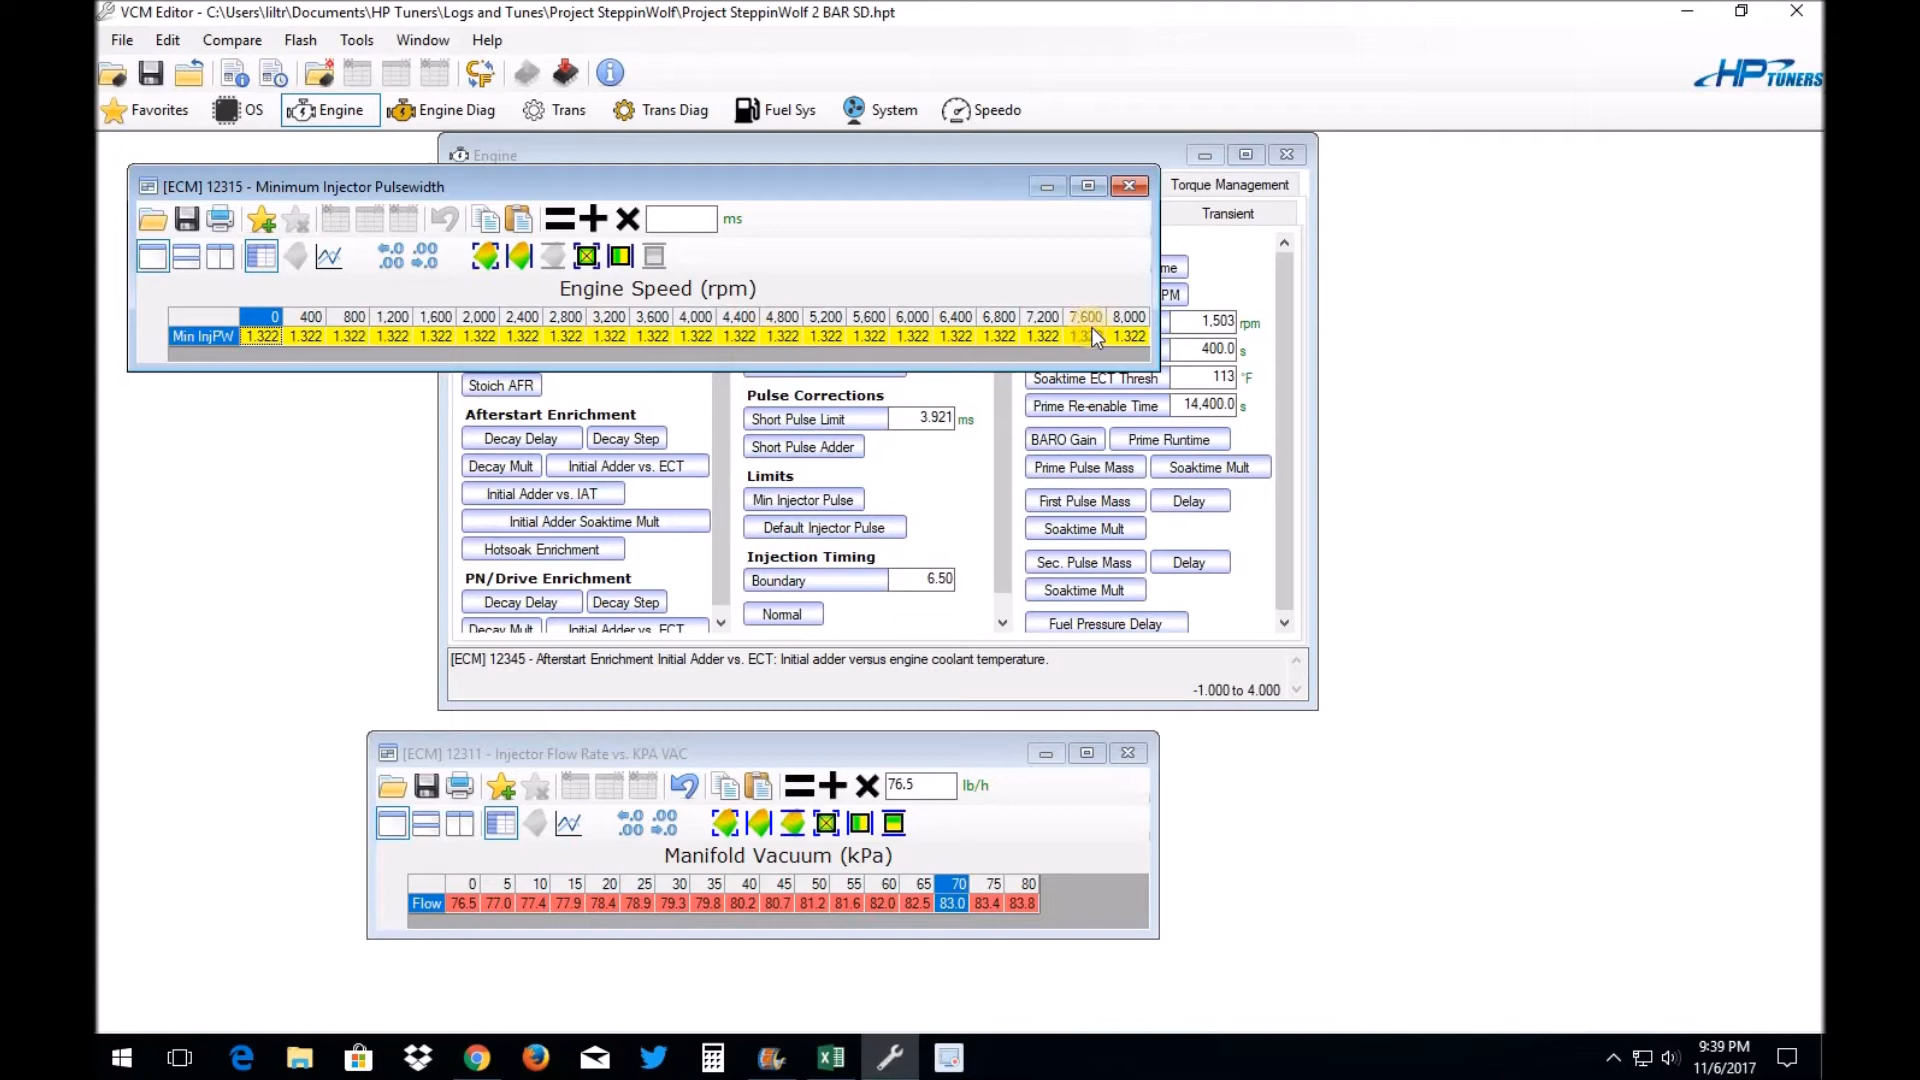 VCM Editor - C:\Users\liltr\Documents\HP Tuners\Logs and Tunes\Project SteppinWolf\Project SteppinWolf 2 BAR SD.hpt
File Edit Compare Flash Tools Window Help
HP TUNERS
Favorites OS Engine Engine Diag Trans Trans Diag Fuel Sys System Speedo
Engine
[ECM] 12315 - Minimum Injector Pulsewidth
ms
Engine Speed (rpm)
0 400 800 1,200 1,600 2,000 2,400 2,800 3,200 3,600 4,000 4,400 4,800 5,200 5,600 6,000 6,400 6,800 7,200 7,600 8,000
Min InjPW 1.322 1.322 1.322 1.322 1.322 1.322 1.322 1.322 1.322 1.322 1.322 1.322 1.322 1.322 1.322 1.322 1.322 1.322 1.322 1.322
Torque Management
Transient
me
PM
1,503 rpm
400.0 s
Soaktime ECT Thresh 113 °F
Prime Re-enable Time 14,400.0 s
BARO Gain Prime Runtime
Prime Pulse Mass Soaktime Mult
First Pulse Mass Delay
Soaktime Mult
Sec. Pulse Mass Delay
Soaktime Mult
Fuel Pressure Delay
Stoich AFR
Afterstart Enrichment
Decay Delay Decay Step
Decay Mult Initial Adder vs. ECT
Initial Adder vs. IAT
Initial Adder Soaktime Mult
Hotsoak Enrichment
PN/Drive Enrichment
Decay Delay Decay Step
Decay Mult Initial Adder vs. ECT
Pulse Corrections
Short Pulse Limit 3.921 ms
Short Pulse Adder
Limits
Min Injector Pulse
Default Injector Pulse
Injection Timing
Boundary 6.50
Normal
[ECM] 12345 - Afterstart Enrichment Initial Adder vs. ECT: Initial adder versus engine coolant temperature.
-1.000 to 4.000
[ECM] 12311 - Injector Flow Rate vs. KPA VAC
76.5 lb/h
Manifold Vacuum (kPa)
0 5 10 15 20 25 30 35 40 45 50 55 60 65 70 75 80
Flow 76.5 77.0 77.4 77.9 78.4 78.9 79.3 79.8 80.2 80.7 81.2 81.6 82.0 82.5 83.0 83.4 83.8
9:39 PM
11/6/2017